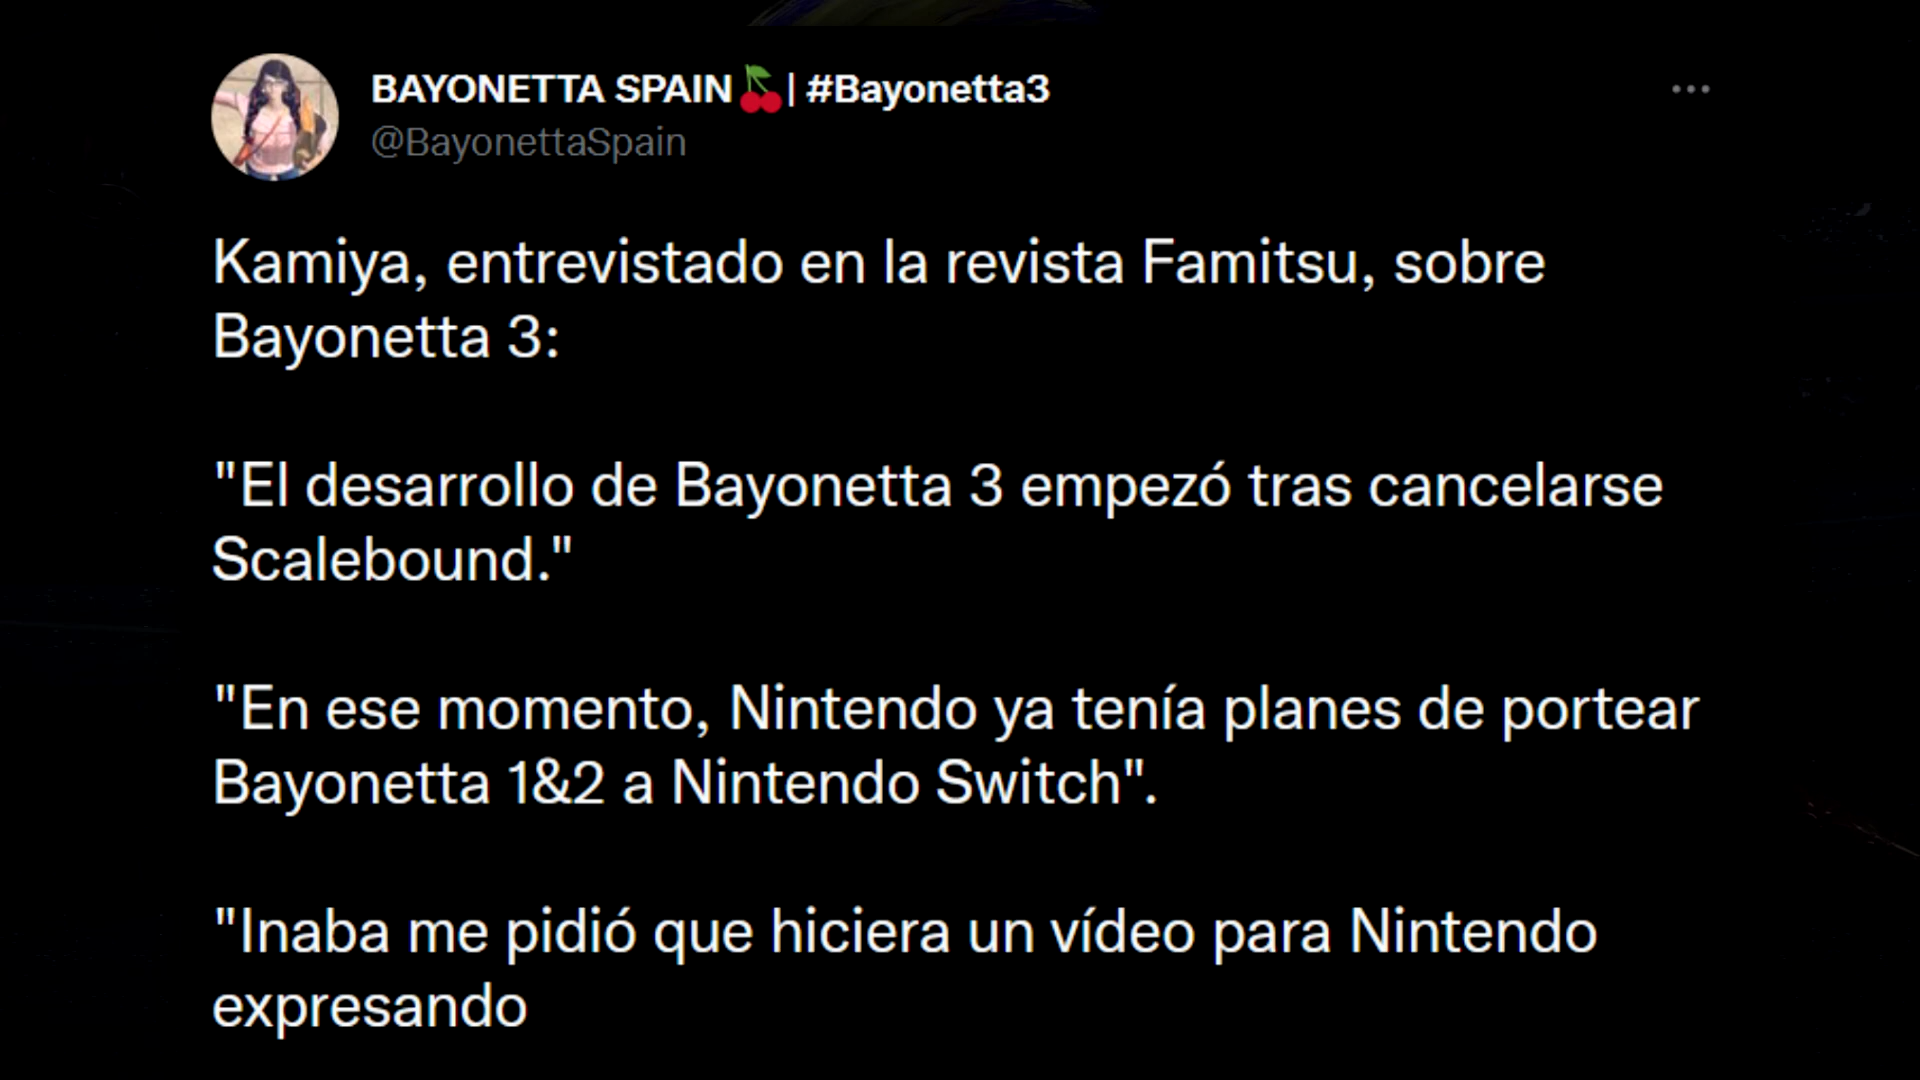 BAYONETTA SPAIN🍒| #Bayonetta3
@BayonettaSpain
Kamiya, entrevistado en la revista Famitsu, sobre
Bayonetta 3:
"El desarrollo de Bayonetta 3 empezó tras cancelarse
Scalebound."
"En ese momento, Nintendo ya tenía planes de portear
Bayonetta 1&2 a Nintendo Switch".
"Inaba me pidió que hiciera un vídeo para Nintendo
expresando